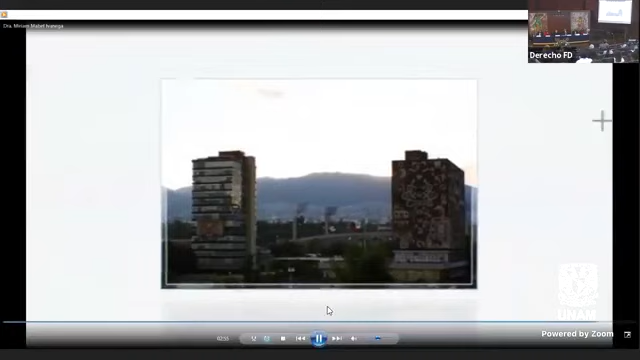 Dra. Miriam Mabel Ivanega
Derecho FD
UNAM
Powered by Zoom
02:55